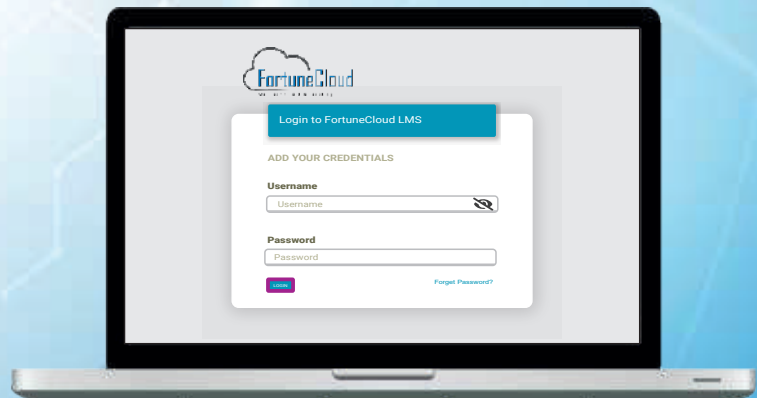 FortuneCloud
Login to FortuneCloud LMS
ADD YOUR CREDENTIALS
Username
Username
Password
Password
LOGIN
Forget Password?